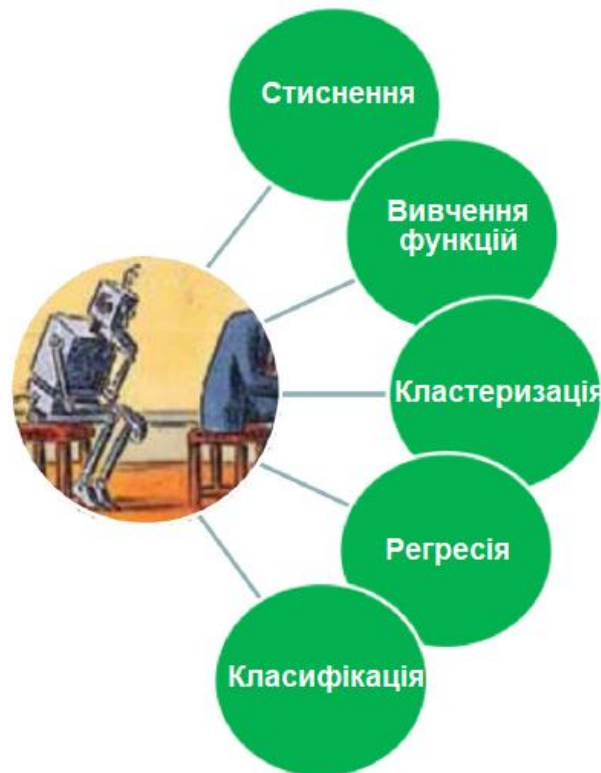 Стиснення
Вивчення
функцій
Кластеризація
Регресія
Класифікація